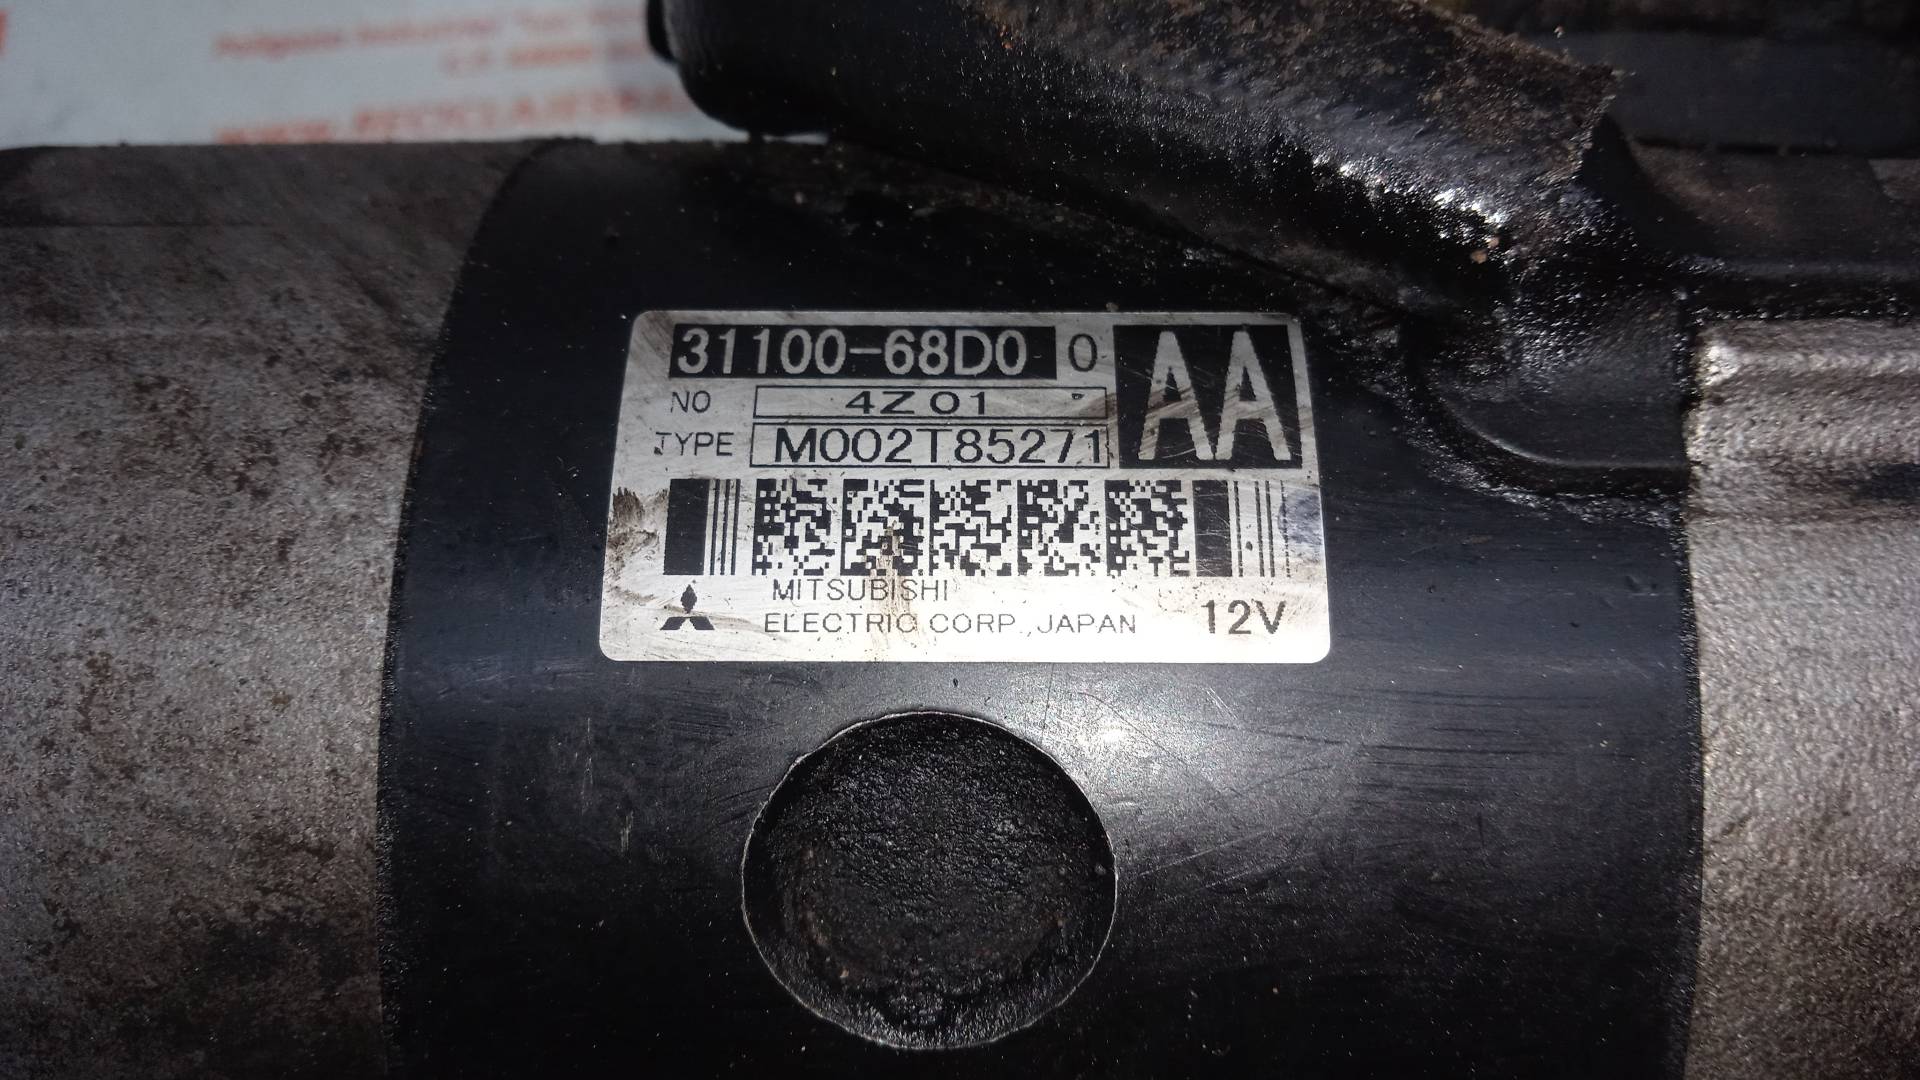 31100-68D0 0 AA
NO 4Z01
TYPE M002T85271
MITSUBISHI
ELECTRIC CORP., JAPAN 12V